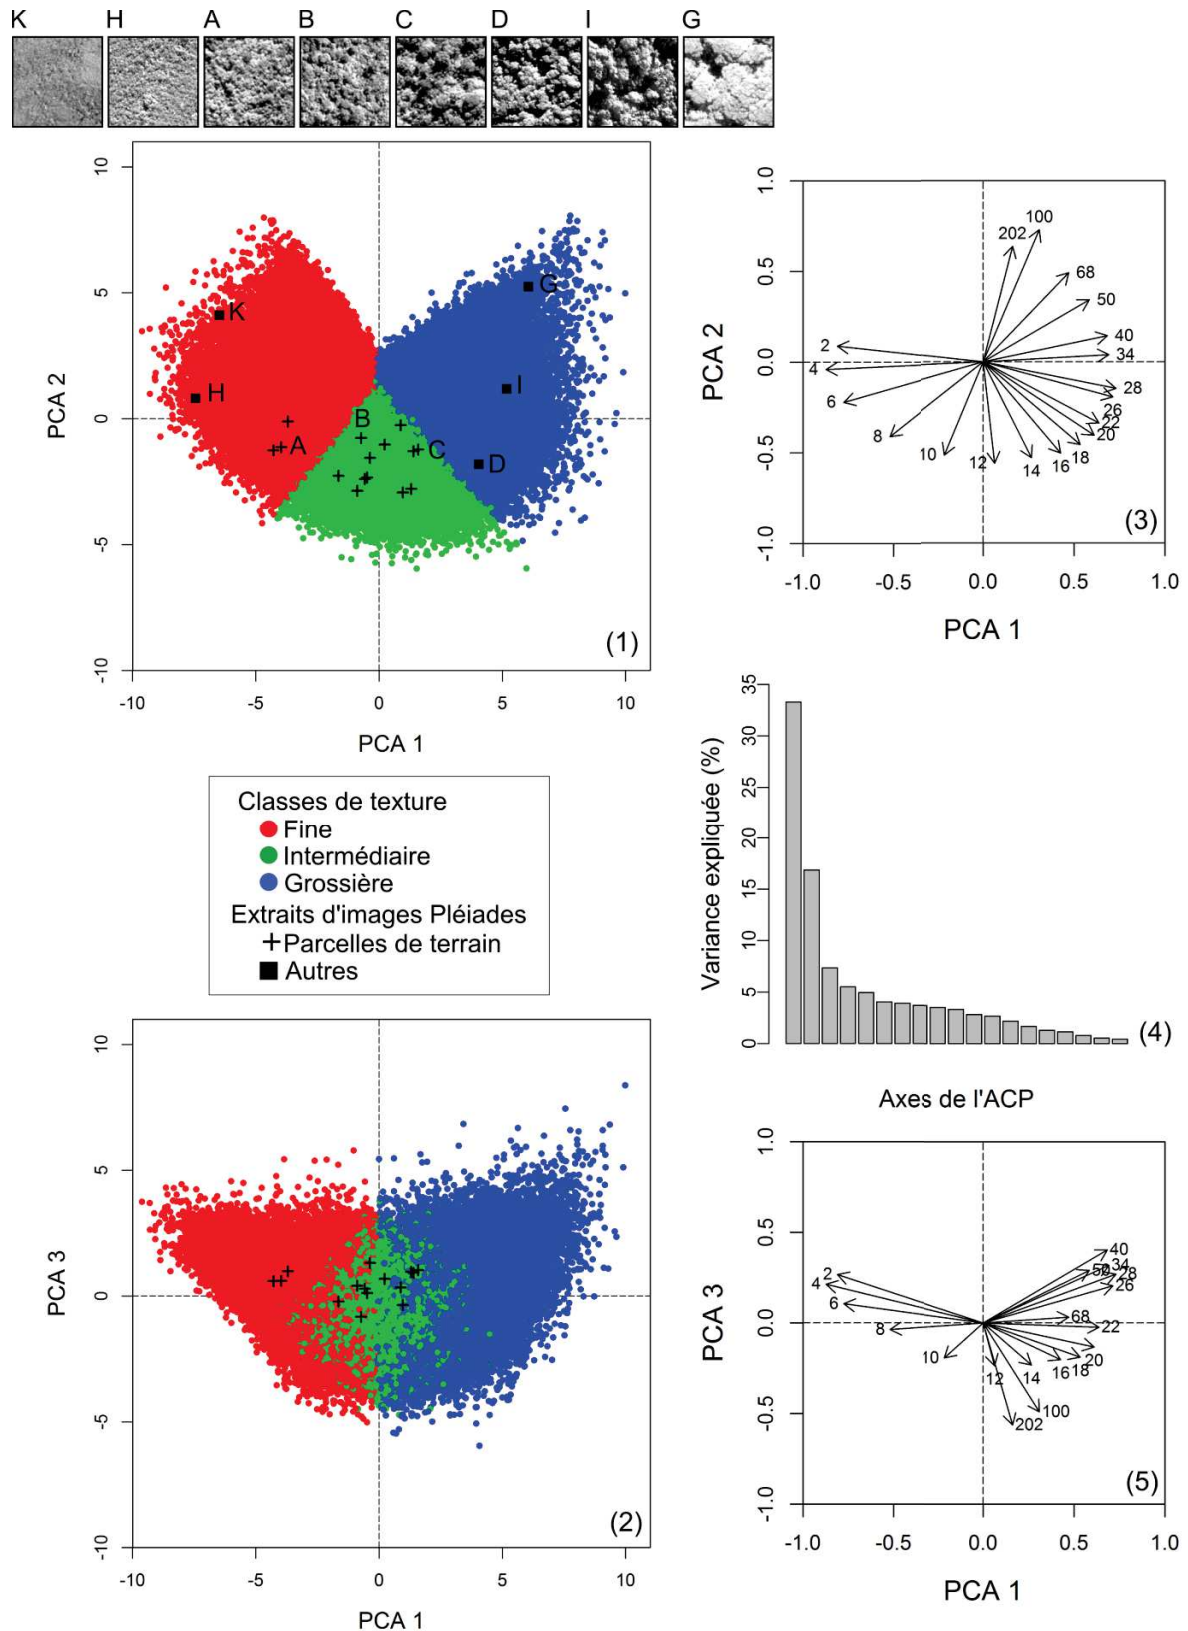 K H A B C D I G
10
5
0
-5
-10
PCA 2
K
H
A
B
C
D
I
G
(1)
-10 -5 0 5 10
PCA 1
1.0
0.5
0.0
-0.5
-1.0
PCA 2
100
202
68
50
40
34
2
4
6
8
10
12
14
16
18
20
22
26
28
(3)
-1.0 -0.5 0.0 0.5 1.0
PCA 1
Classes de texture
Fine
Intermédiaire
Grossière
Extraits d'images Pléiades
Parcelles de terrain
Autres
35
30
25
20
15
10
5
0
Variance expliquée (%)
(4)
Axes de l'ACP
10
5
0
-5
-10
PCA 3
(2)
-10 -5 0 5 10
PCA 1
1.0
0.5
0.0
-0.5
-1.0
PCA 3
40
34
28
26
2
4
6
8
10
12
14
16
18
20
22
68
100
202
(5)
-1.0 -0.5 0.0 0.5 1.0
PCA 1